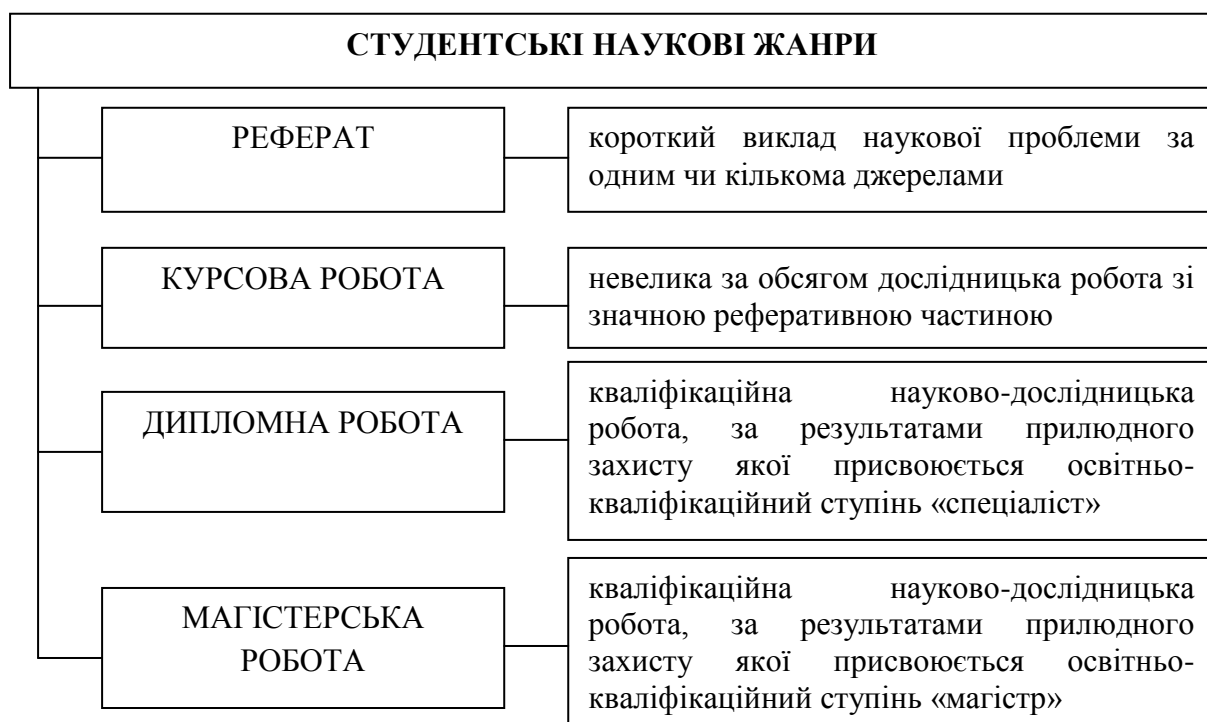 СТУДЕНТСЬКІ НАУКОВІ ЖАНРИ
РЕФЕРАТ
короткий виклад наукової проблеми за
одним чи кількома джерелами
КУРСОВА РОБОТА
невелика за обсягом дослідницька робота зі
значною реферативною частиною
ДИПЛОМНА РОБОТА
кваліфікаційна науково-дослідницька
робота, за результатами прилюдного
захисту якої присвоюється освітньо-
кваліфікаційний ступінь «спеціаліст»
МАГІСТЕРСЬКА
РОБОТА
кваліфікаційна науково-дослідницька
робота, за результатами прилюдного
захисту якої присвоюється освітньо-
кваліфікаційний ступінь «магістр»